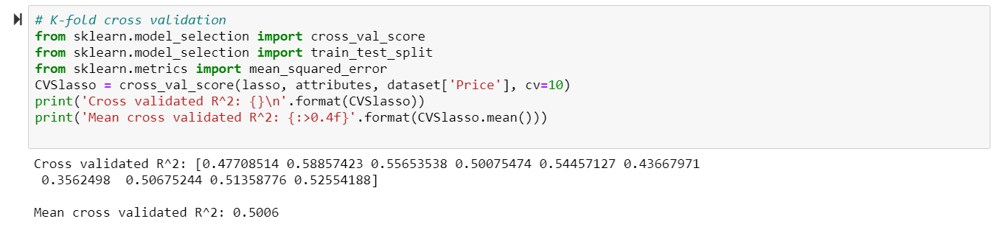 # K-fold cross validation
from sklearn.model_selection import cross_val_score
from sklearn.model_selection import train_test_split
from sklearn.metrics import mean_squared_error
CVSlasso = cross_val_score(lasso, attributes, dataset['Price'], cv=10)
print('Cross validated R^2: {}\n'.format(CVSlasso))
print('Mean cross validated R^2: {:>0.4f}'.format(CVSlasso.mean()))
Cross validated R^2: [0.47708514 0.58857423 0.55653538 0.50075474 0.54457127 0.43667971
 0.3562498  0.50675244 0.51358776 0.52554188]
Mean cross validated R^2: 0.5006